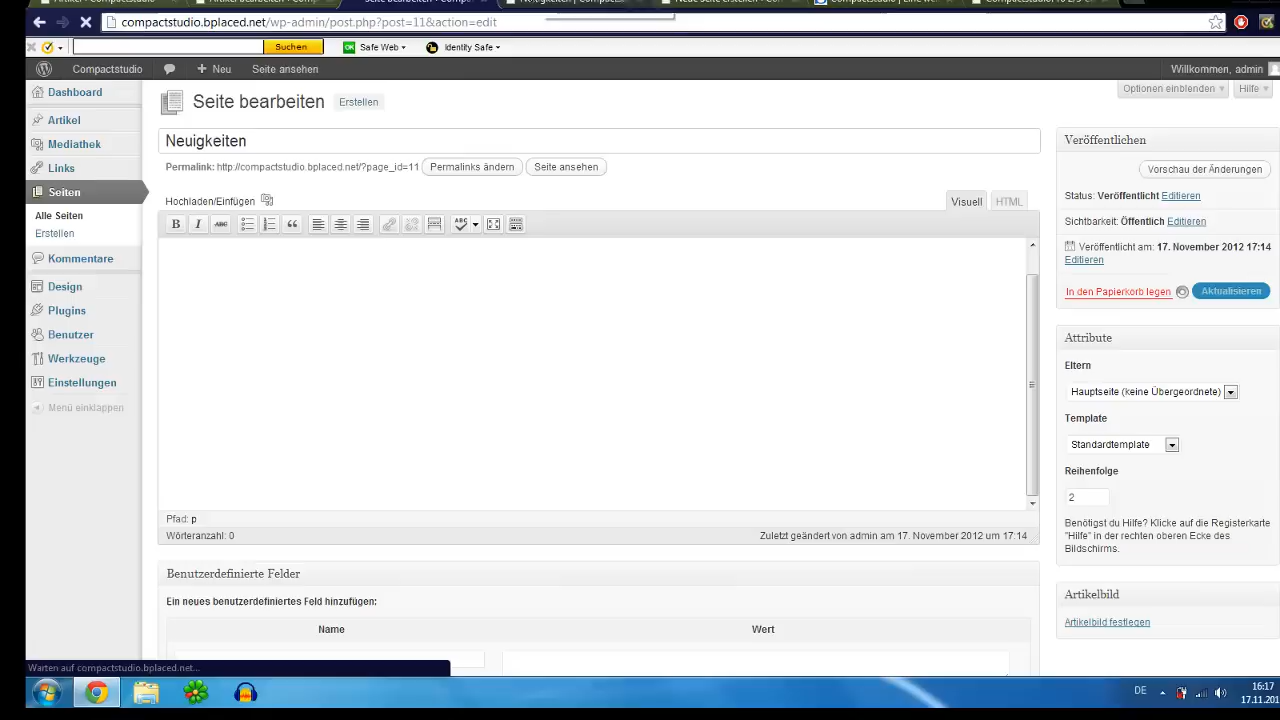 compactstudio.bplaced.net/wp-admin/post.php?post=11&action=edit
Suchen
OK Safe Web
Identity Safe
Compactstudio
+ Neu
Seite ansehen
Willkommen, admin
Optionen einblenden
Hilfe
Dashboard
Artikel
Mediathek
Links
Seiten
Alle Seiten
Erstellen
Kommentare
Design
Plugins
Benutzer
Werkzeuge
Einstellungen
Menü einklappen
Seite bearbeiten
Erstellen
Neuigkeiten
Permalink: http://compactstudio.bplaced.net/?page_id=11
Permalinks ändern
Seite ansehen
Hochladen/Einfügen
Visuell
HTML
B
I
ABC
ABC
Pfad: p
Wörteranzahl: 0
Zuletzt geändert von admin am 17. November 2012 um 17:14
Benutzerdefinierte Felder
Ein neues benutzerdefiniertes Feld hinzufügen:
Name
Wert
Veröffentlichen
Vorschau der Änderungen
Status: Veröffentlicht Editieren
Sichtbarkeit: Öffentlich Editieren
Veröffentlicht am: 17. November 2012 17:14
Editieren
In den Papierkorb legen
Aktualisieren
Attribute
Eltern
Hauptseite (keine Übergeordnete)
Template
Standardtemplate
Reihenfolge
2
Benötigst du Hilfe? Klicke auf die Registerkarte
"Hilfe" in der rechten oberen Ecke des
Bildschirms.
Artikelbild
Artikelbild festlegen
Warten auf compactstudio.bplaced.net...
DE
16:17
17.11.201